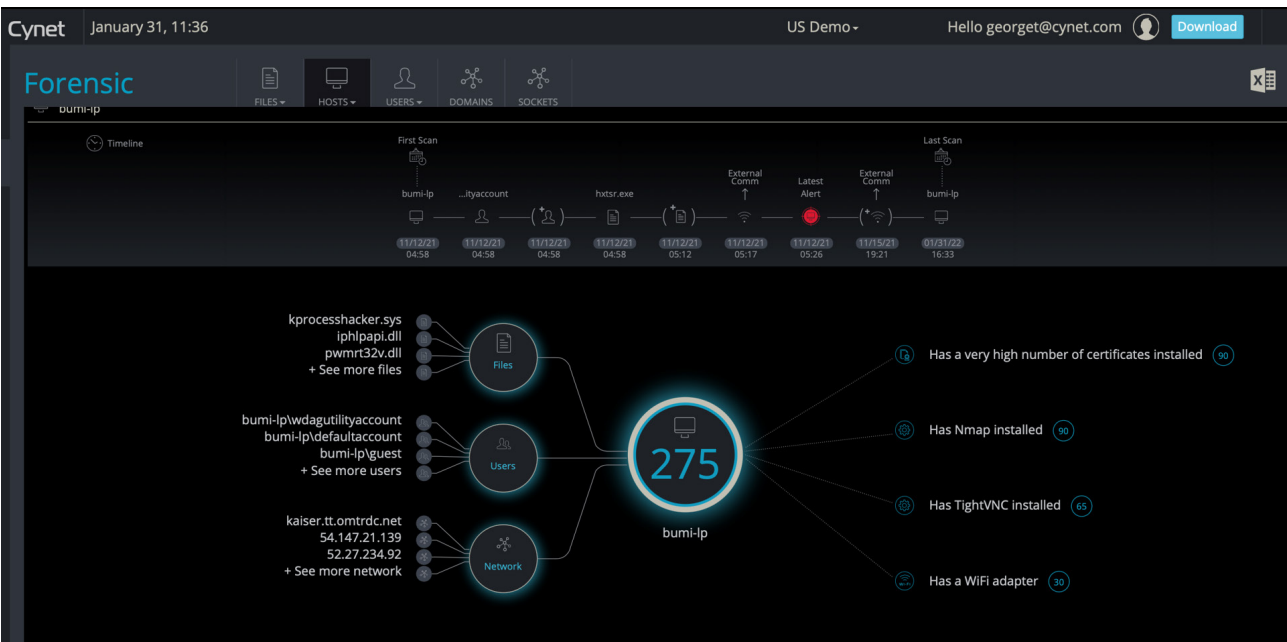 Cynet January 31, 11:36 US Demo Hello georget@cynet.com Download
Forensic
FILES HOSTS USERS DOMAINS SOCKETS
bumi-lp
Timeline
First Scan Last Scan
External Comm Latest Alert External Comm
bumi-lp ...ityaccount hxtsr.exe bumi-lp
11/12/21 11/12/21 11/12/21 11/12/21 11/12/21 11/12/21 11/12/21 11/15/21 01/31/22
04:58 04:58 04:58 04:58 05:12 05:17 05:26 19:21 16:33
kprocesshacker.sys
iphlpapi.dll
pwmrt32v.dll
+ See more files
Files
bumi-lp\wdagutilityaccount
bumi-lp\defaultaccount
bumi-lp\guest
+ See more users
Users
kaiser.tt.omtrdc.net
54.147.21.139
52.27.234.92
+ See more network
Network
275
bumi-lp
Has a very high number of certificates installed 90
Has Nmap installed 90
Has TightVNC installed 65
Has a WiFi adapter 30